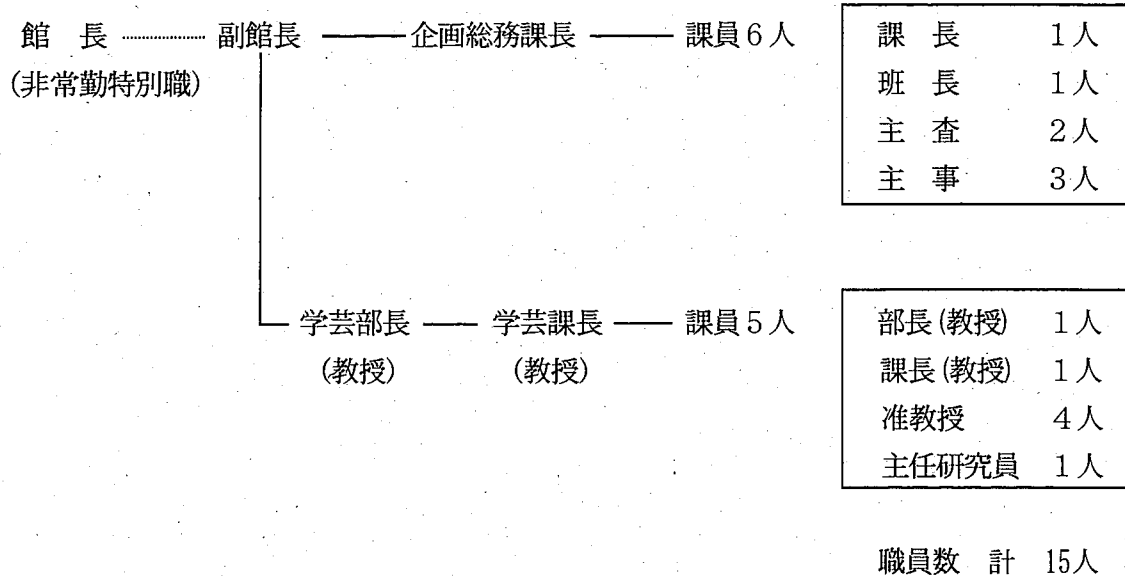 館 長 副館長 企画総務課長 課員6人
(非常勤特別職)
課 長 1人
班 長 1人
主 査 2人
主 事 3人
学芸部長 学芸課長 課員5人
(教授) (教授)
部長(教授) 1人
課長(教授) 1人
准教授 4人
主任研究員 1人
職員数 計 15人